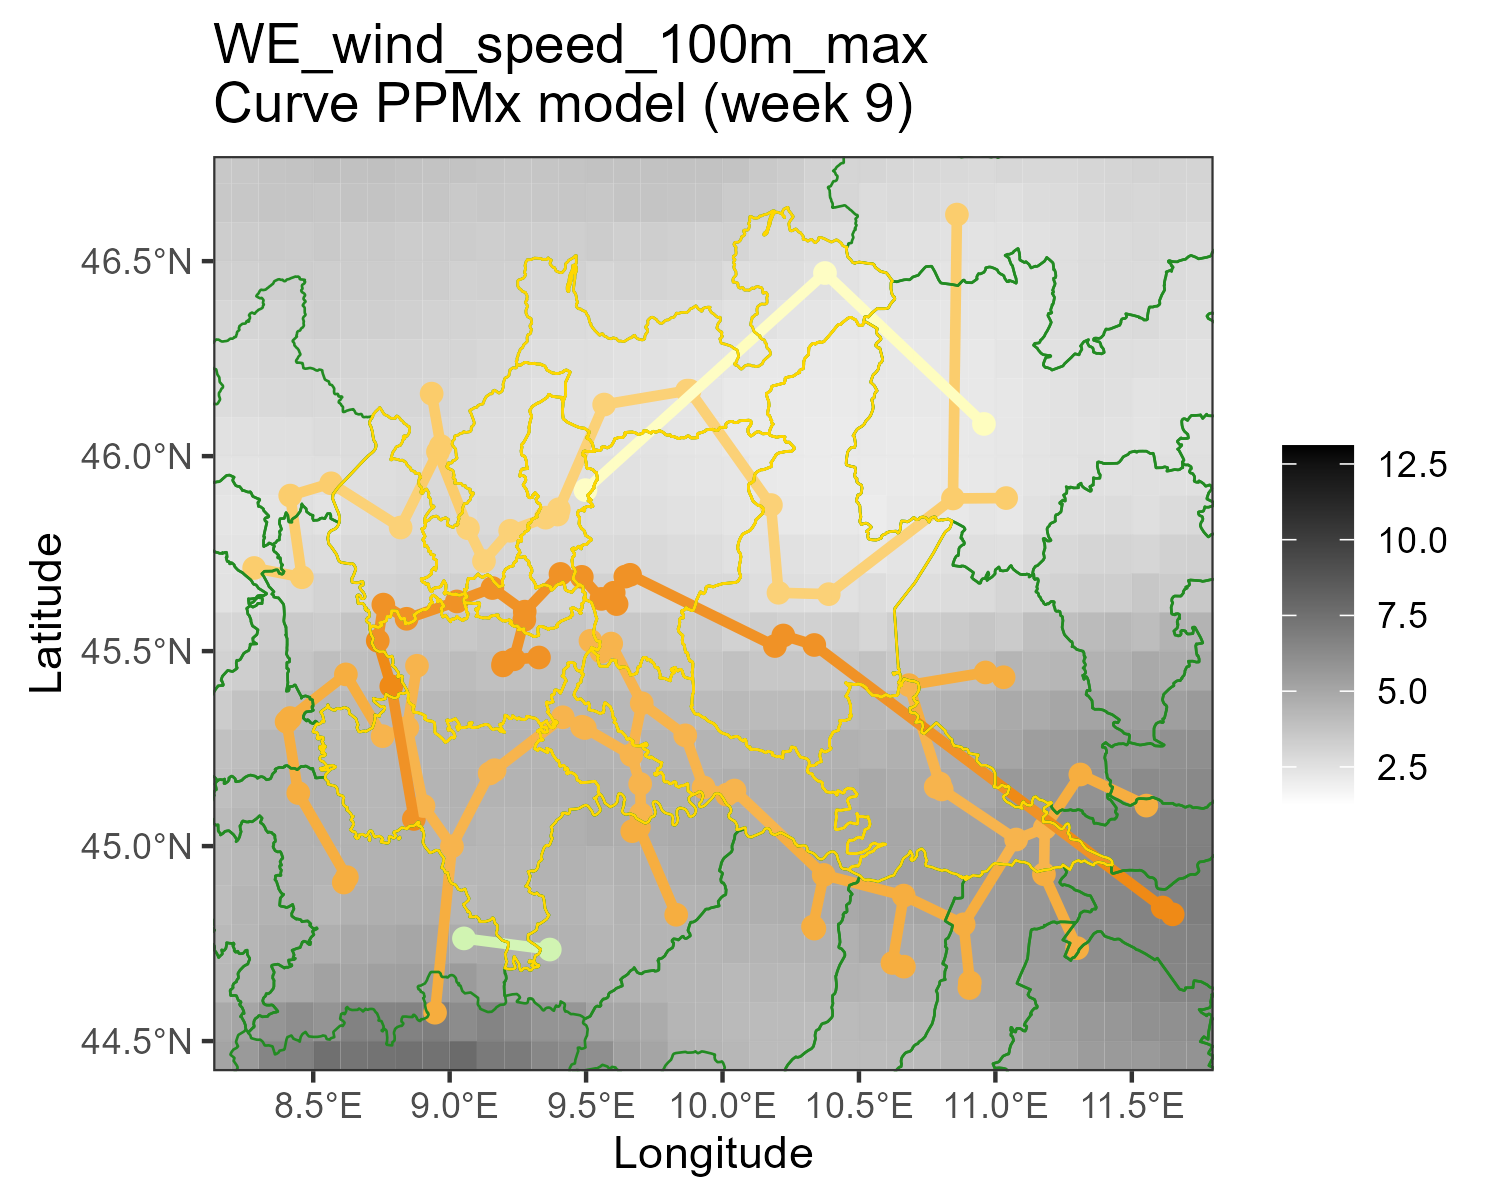 WE_wind_speed_100m_max
Curve PPMx model (week 9)
46.5°N
46.0°N
45.5°N
45.0°N
44.5°N
Latitude
8.5°E
9.0°E
9.5°E
10.0°E
10.5°E
11.0°E
11.5°E
Longitude
12.5
10.0
7.5
5.0
2.5